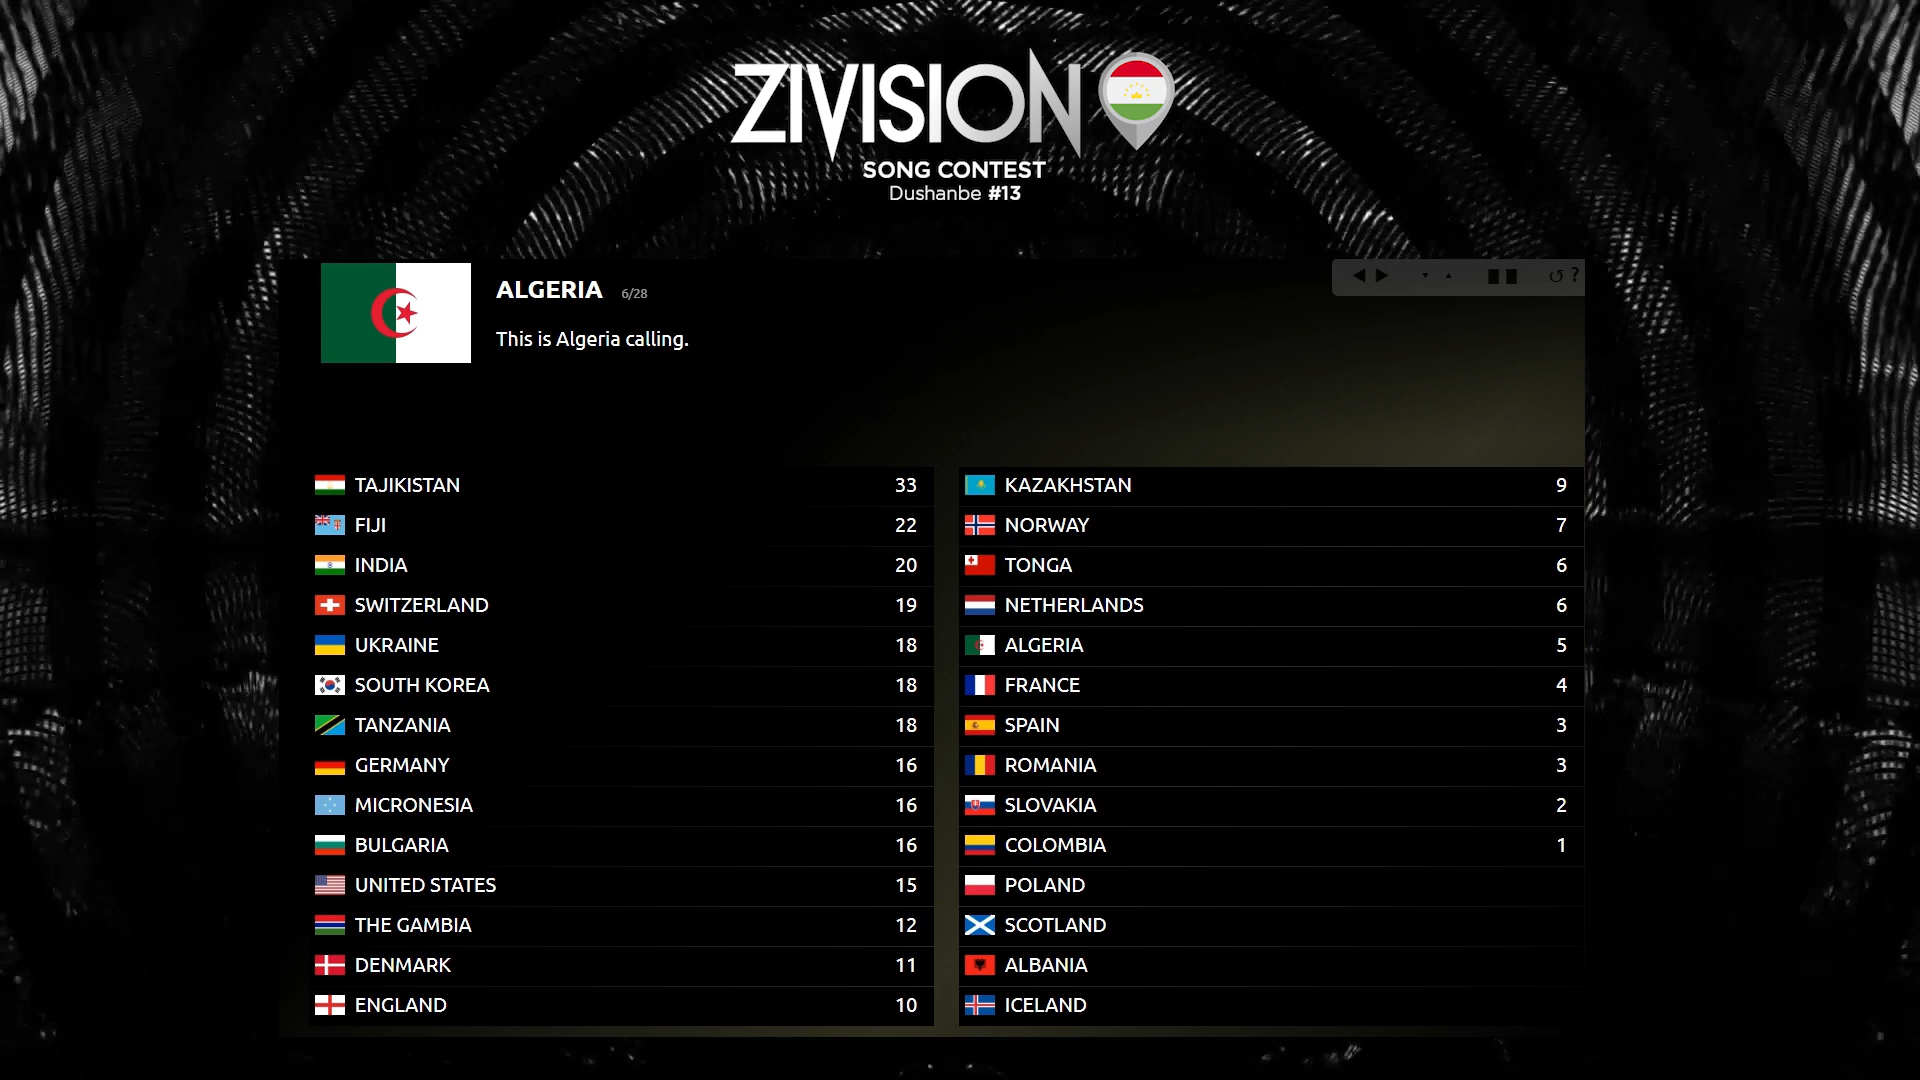 ZIVISION
SONG CONTEST
Dushanbe #13
ALGERIA 6/28
This is Algeria calling.
?
TAJIKISTAN 33
FIJI 22
INDIA 20
SWITZERLAND 19
UKRAINE 18
SOUTH KOREA 18
TANZANIA 18
GERMANY 16
MICRONESIA 16
BULGARIA 16
UNITED STATES 15
THE GAMBIA 12
DENMARK 11
ENGLAND 10
KAZAKHSTAN 9
NORWAY 7
TONGA 6
NETHERLANDS 6
ALGERIA 5
FRANCE 4
SPAIN 3
ROMANIA 3
SLOVAKIA 2
COLOMBIA 1
POLAND
SCOTLAND
ALBANIA
ICELAND